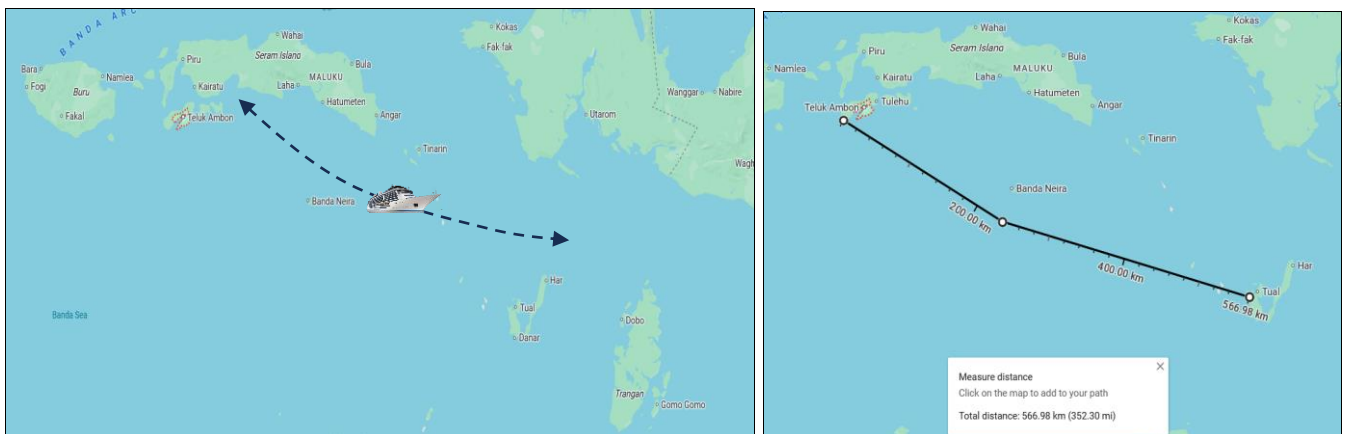 BANDA ARC
Kokas
Fak-fak
Wahai
Piru
Seram Island
Bula
Bara
Namlea
Fogi
Buru
Kairatu
Laha
MALUKU
Wanggar
Nabire
Hatumeten
Fakal
Teluk Ambon
Angar
Utarom
Tinarin
Wagh
Banda Neira
Har
Tual
Banda Sea
Dobo
Danar
Trangan
Gomo Gomo
Kokas
Wahai
Fak-fak
Piru
Seram Island
Bula
Namlea
Kairatu
Laha
MALUKU
Hatumeten
Teluk Ambon
Tulehu
Angar
Tinarin
Banda Neira
200.00 km
400.00 km
Har
Tual
566.98 km
Measure distance
Click on the map to add to your path
Total distance: 566.98 km (352.30 mi)